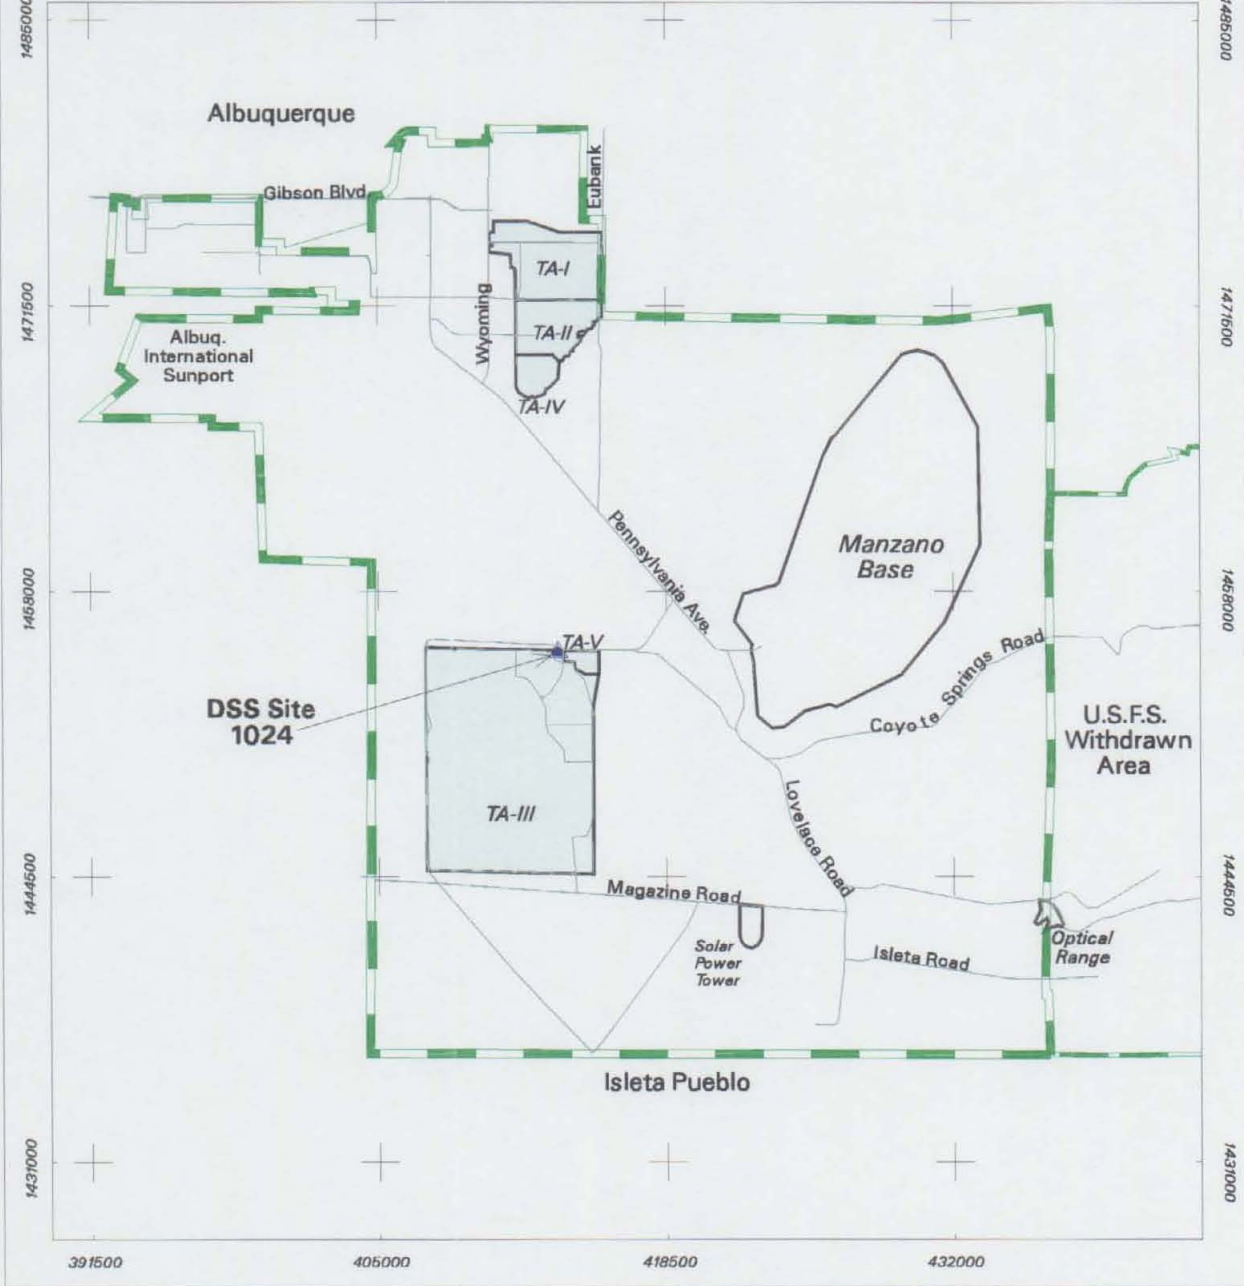 1485000
1485000
Albuquerque
Eubank
Gibson Blvd.
TA-I
1471500
1471500
Wyoming
TA-II
Albuq.
International
Sunport
TA-IV
Pennsylvania Ave.
Manzano
Base
1458000
1458000
TA-V
Coyote Springs Road
DSS Site
1024
U.S.F.S.
Withdrawn
Area
TA-III
Lovelace Road
1444500
1444500
Magazine Road
Solar
Power
Tower
Isleta Road
Optical
Range
Isleta Pueblo
1431000
1431000
391500
405000
418500
432000